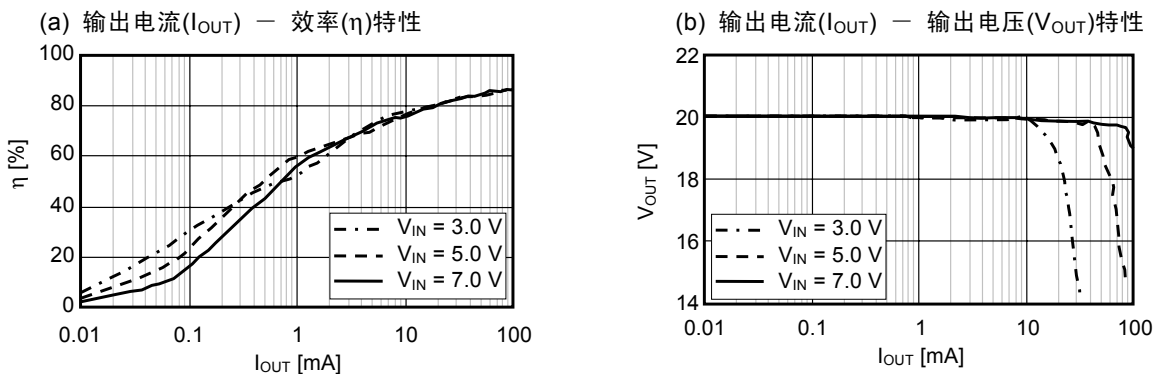 (a) 输出电流(IOUT) － 效率(η)特性
100
80
60
40
20
0
η [%]
VIN = 3.0 V
VIN = 5.0 V
VIN = 7.0 V
0.01
0.1
1
10
100
IOUT [mA]
(b) 输出电流(IOUT) － 输出电压(VOUT)特性
22
20
18
16
14
VOUT [V]
VIN = 3.0 V
VIN = 5.0 V
VIN = 7.0 V
0.01
0.1
1
10
100
IOUT [mA]